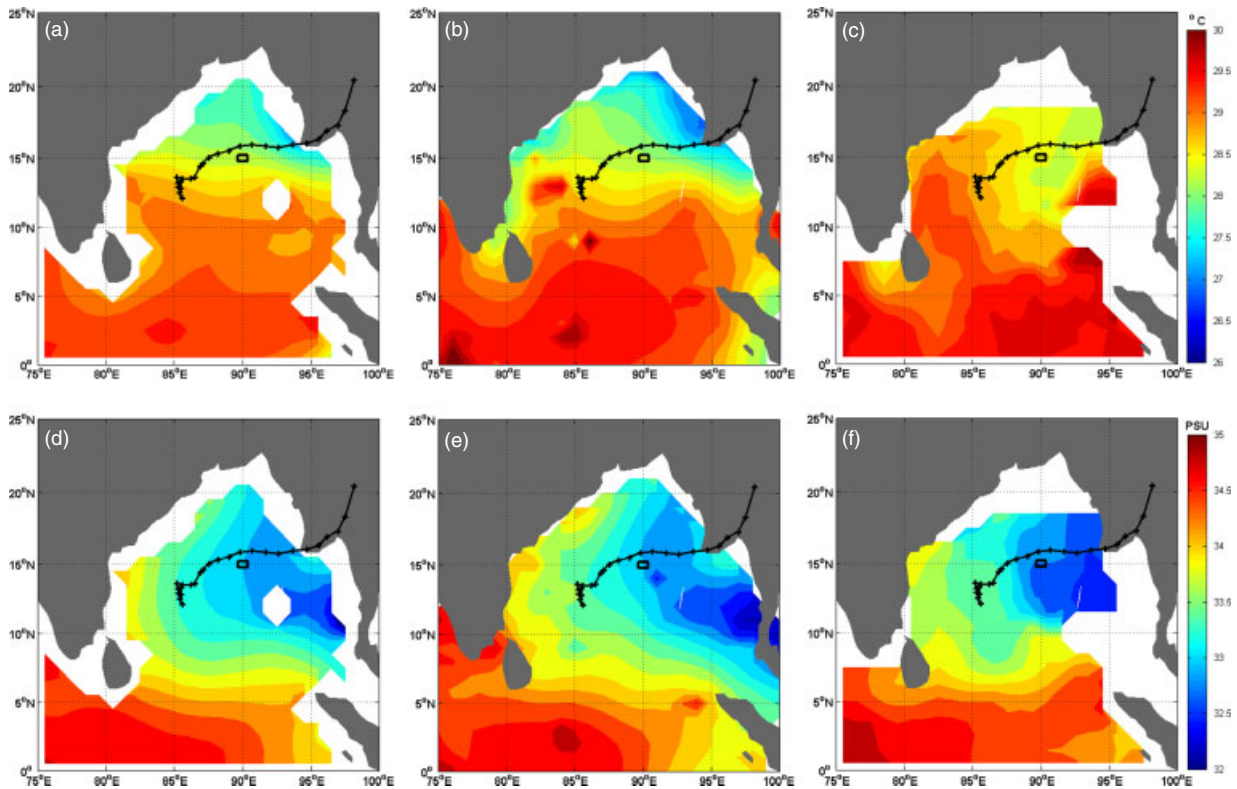 (a) (b) (c) °C
25°N 25°N 25°N 30
20°N 20°N 20°N 29.5
29
15°N 15°N 15°N 28.5
28
10°N 10°N 10°N 27.5
5°N 5°N 5°N 27
26.5
0° 0° 0° 26
75°E 80°E 85°E 90°E 95°E 100°E 75°E 80°E 85°E 90°E 95°E 100°E 75°E 80°E 85°E 90°E 95°E 100°E
(d) (e) (f) PSU
25°N 25°N 25°N 35
20°N 20°N 20°N 34.5
15°N 15°N 15°N 34
33.5
10°N 10°N 10°N 33
5°N 5°N 5°N 32.5
0° 0° 0° 32
75°E 80°E 85°E 90°E 95°E 100°E 75°E 80°E 85°E 90°E 95°E 100°E 75°E 80°E 85°E 90°E 95°E 100°E